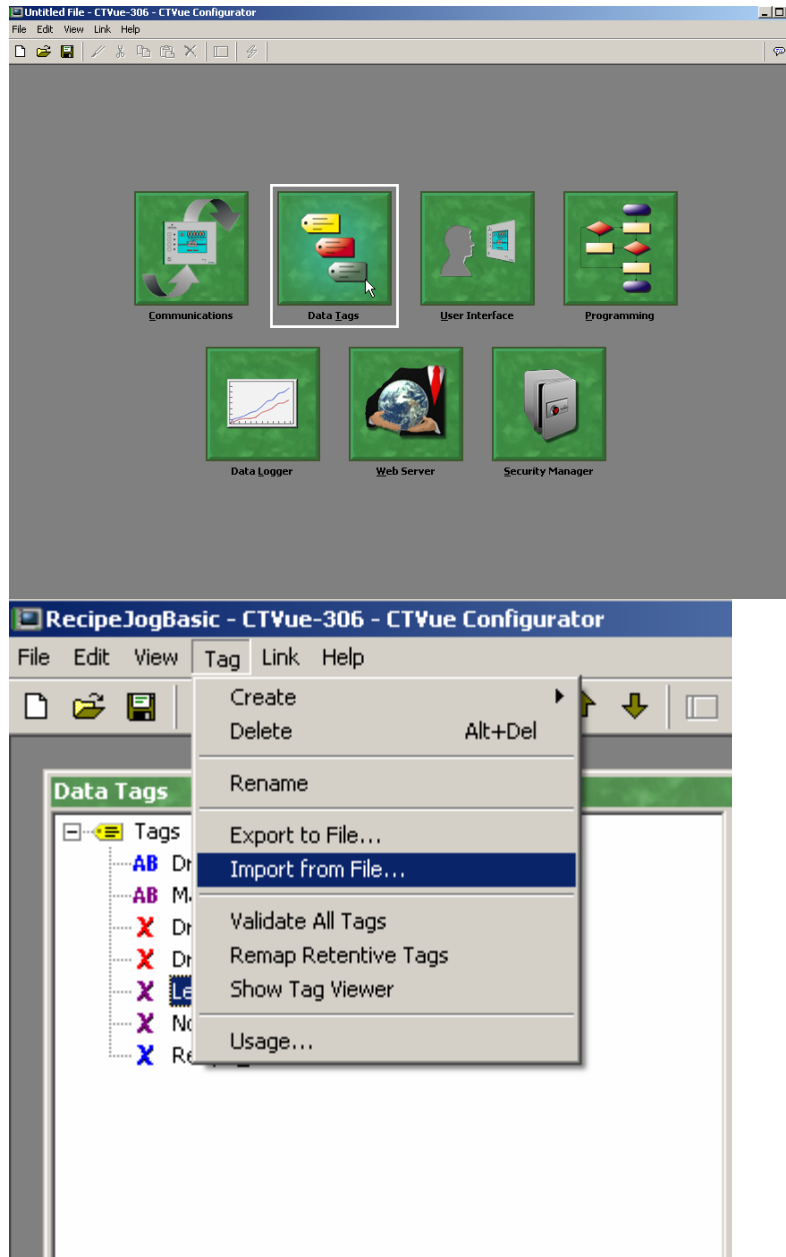 Untitled File - CTVue-306 - CTVue Configurator
File Edit View Link Help
Communications
Data Tags
User Interface
Programming
Data Logger
Web Server
Security Manager
RecipeJogBasic - CTVue-306 - CTVue Configurator
File Edit View Tag Link Help
Create
Delete Alt+Del
Rename
Export to File...
Import from File...
Validate All Tags
Remap Retentive Tags
Show Tag Viewer
Usage...
Data Tags
Tags
AB
AB